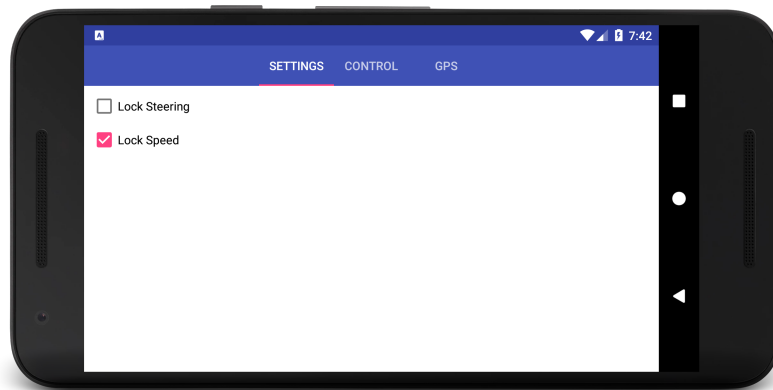 A
7:42
SETTINGS CONTROL GPS
Lock Steering
Lock Speed